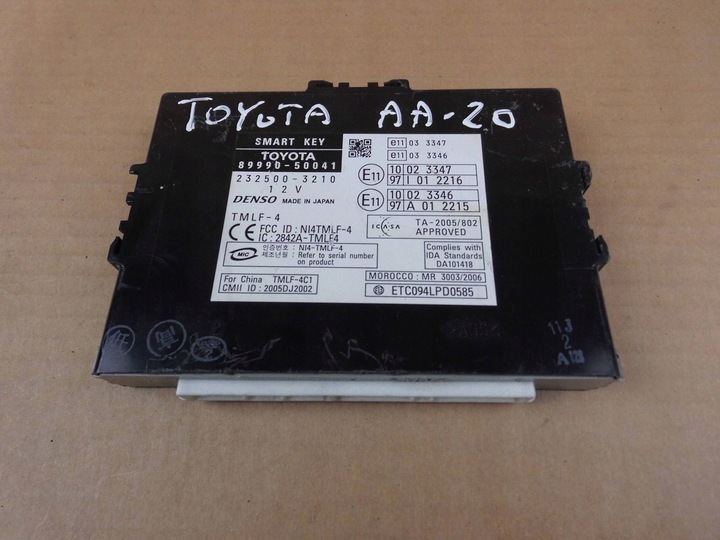 TOYOTA AA-20
SMART KEY
TOYOTA
89990-50041
232500-3210
12V
DENSO MADE IN JAPAN
TMLF-4
CE FCC ID : NI4TMLF-4
IC : 2842A-TMLF4
MIC 인증번호 : NI4-TMLF-4
제조년월 : Refer to serial number
on product
For China TMLF-4C1
CMII ID : 2005DJ2002
e11 03 3347
e11 03 3346
E11 10 02 3347
97 I 01 2216
E11 10 02 3346
97 A 01 2215
ICASA TA-2005/802
APPROVED
Complies with
IDA Standards
DA101418
MOROCCO : MR 3003/2006
ETC094LPD0585
11J
2
A12B